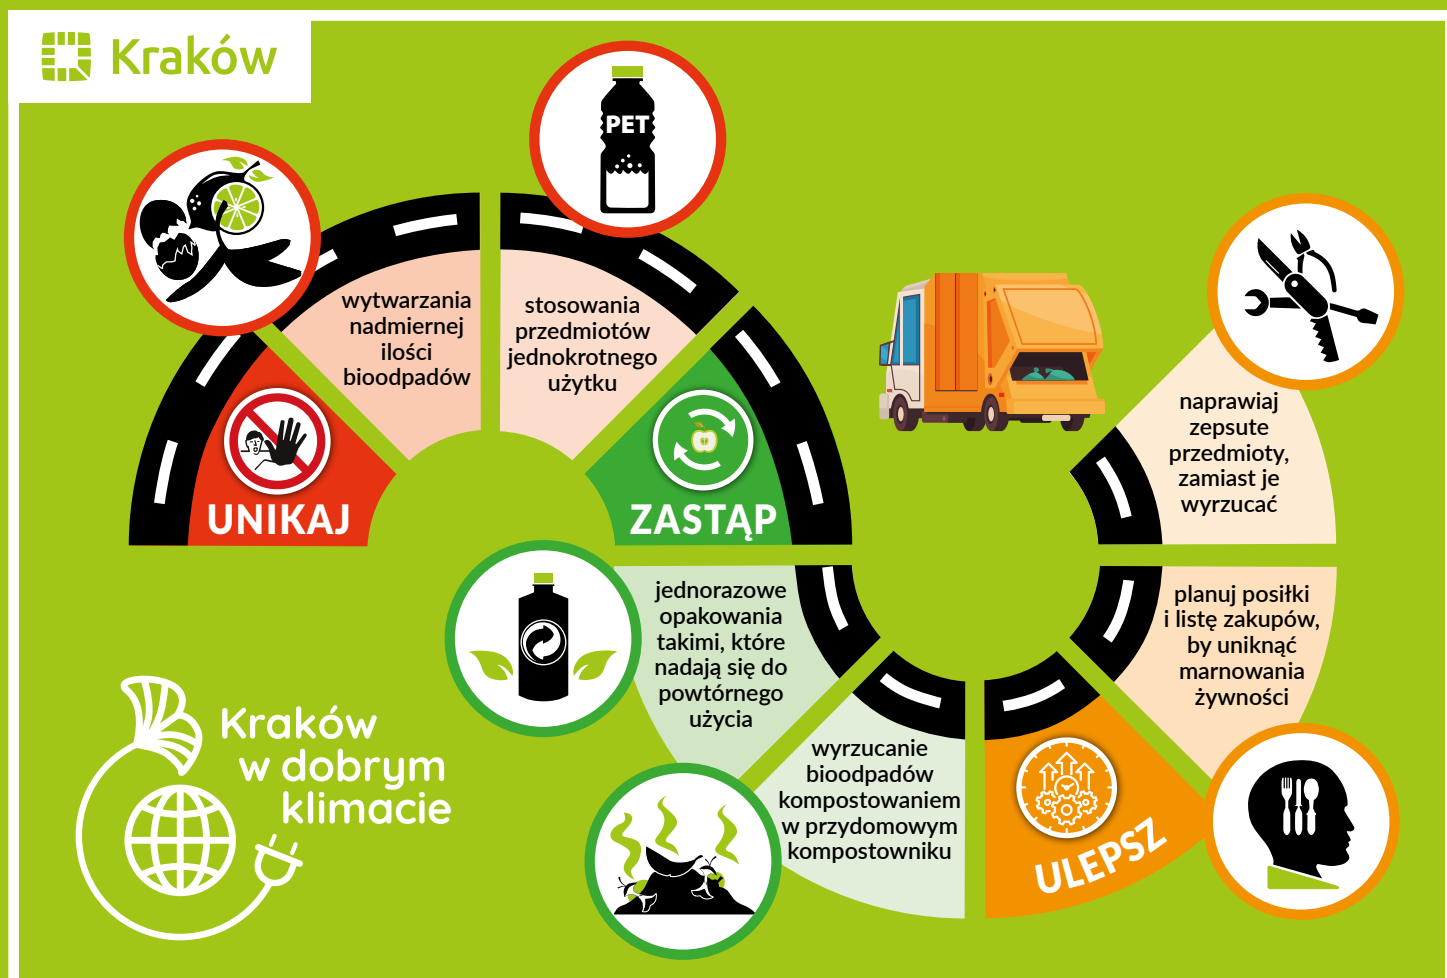 Kraków
PET
UNIKAJ
wytwarzania
nadmiernej
ilości
bioodpadów
stosowania
przedmiotów
jednokrotnego
użytku
ZASTĄP
jednorazowe
opakowania
takimi, które
nadają się do
powtórnego
użycia
wyrzucanie
bioodpadów
kompostowaniem
w przydomowym
kompostowniku
ULEPSZ
planuj posiłki
i listę zakupów,
by uniknąć
marnowania
żywności
naprawiaj
zepsute
przedmioty,
zamiast je
wyrzucać
Kraków
w dobrym
klimacie